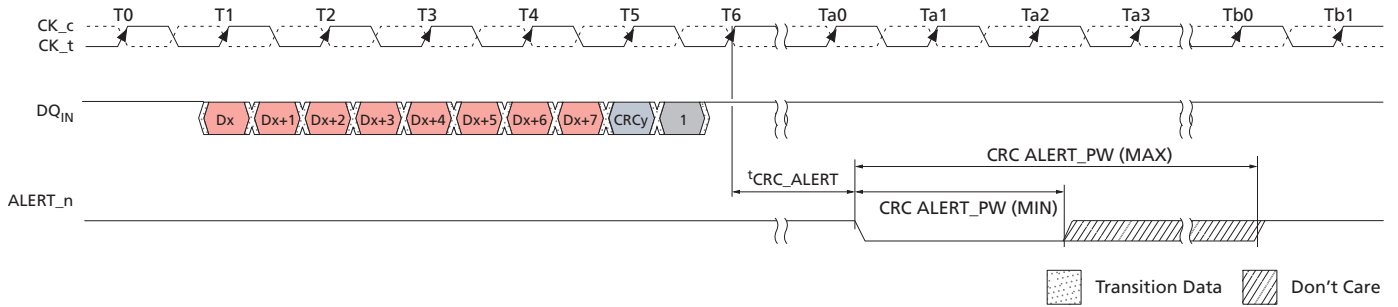 T0 T1 T2 T3 T4 T5 T6 Ta0 Ta1 Ta2 Ta3 Tb0 Tb1
CK_c
CK_t
DQIN
Dx Dx+1 Dx+2 Dx+3 Dx+4 Dx+5 Dx+6 Dx+7 CRCy 1
CRC ALERT_PW (MAX)
tCRC_ALERT
CRC ALERT_PW (MIN)
ALERT_n
Transition Data
Don't Care